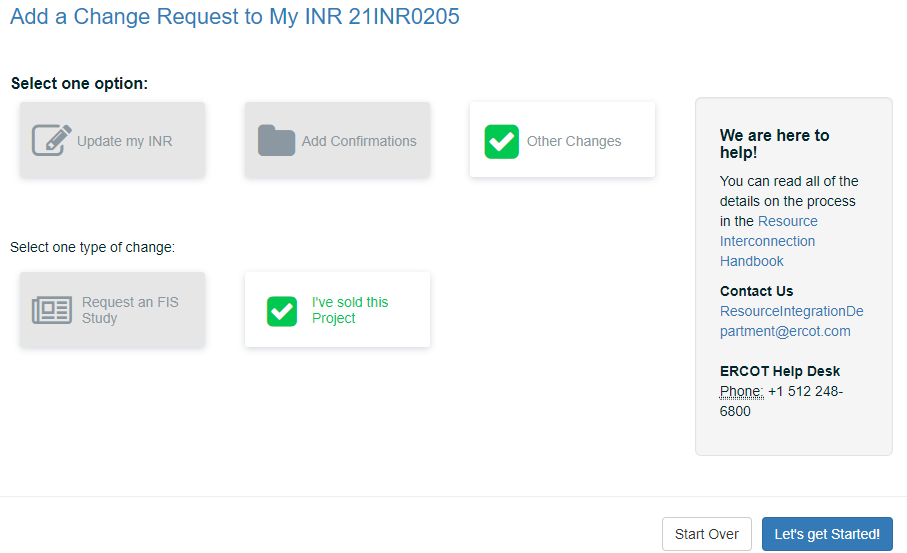 Add a Change Request to My INR 21INR0205
Select one option:
Update my INR
Add Confirmations
Other Changes
Select one type of change:
Request an FIS
Study
I've sold this
Project
We are here to
help!
You can read all of the
details on the process
in the Resource
Interconnection
Handbook
Contact Us
ResourceIntegrationDe
partment@ercot.com
ERCOT Help Desk
Phone: +1 512 248-
6800
Start Over
Let's get Started!